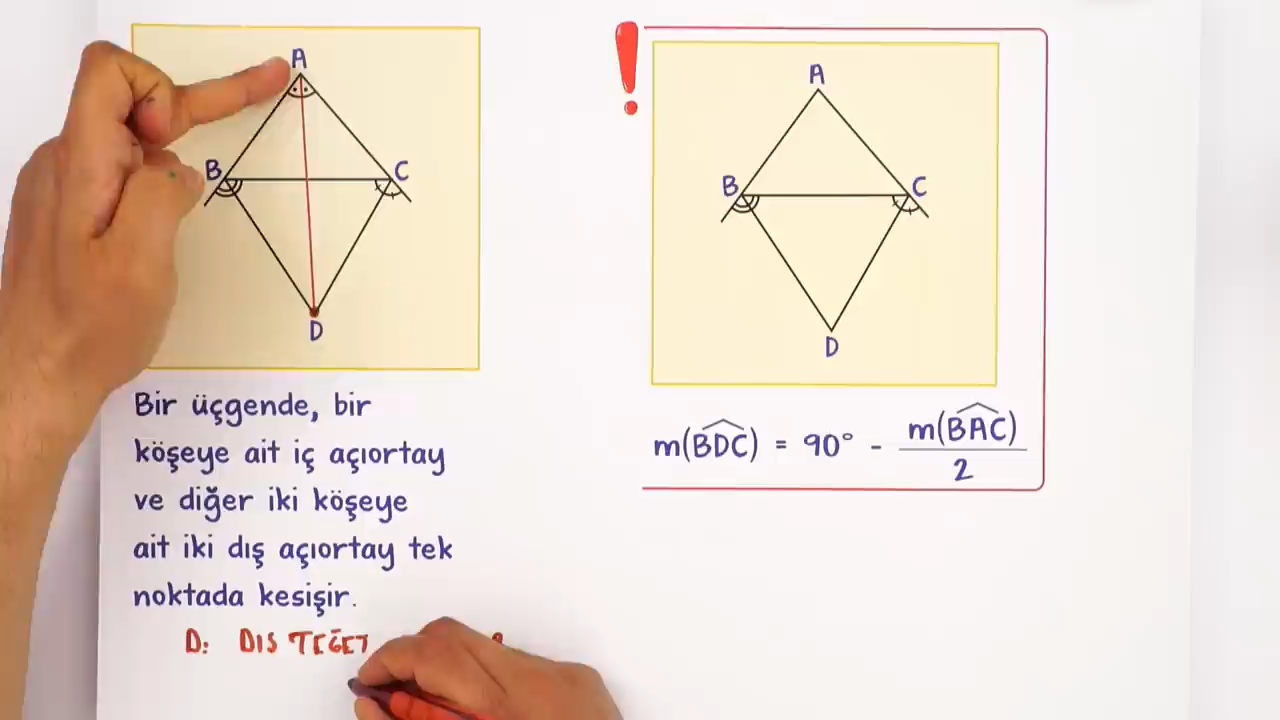 A
B
C
D
Bir üçgende, bir
köşeye ait iç açıortay
ve diğer iki köşeye
ait iki dış açıortay tek
noktada kesişir.
D: DIŞ TEĞET
!
A
B
C
D
m(BDC) = 90° - m(BAC)
2